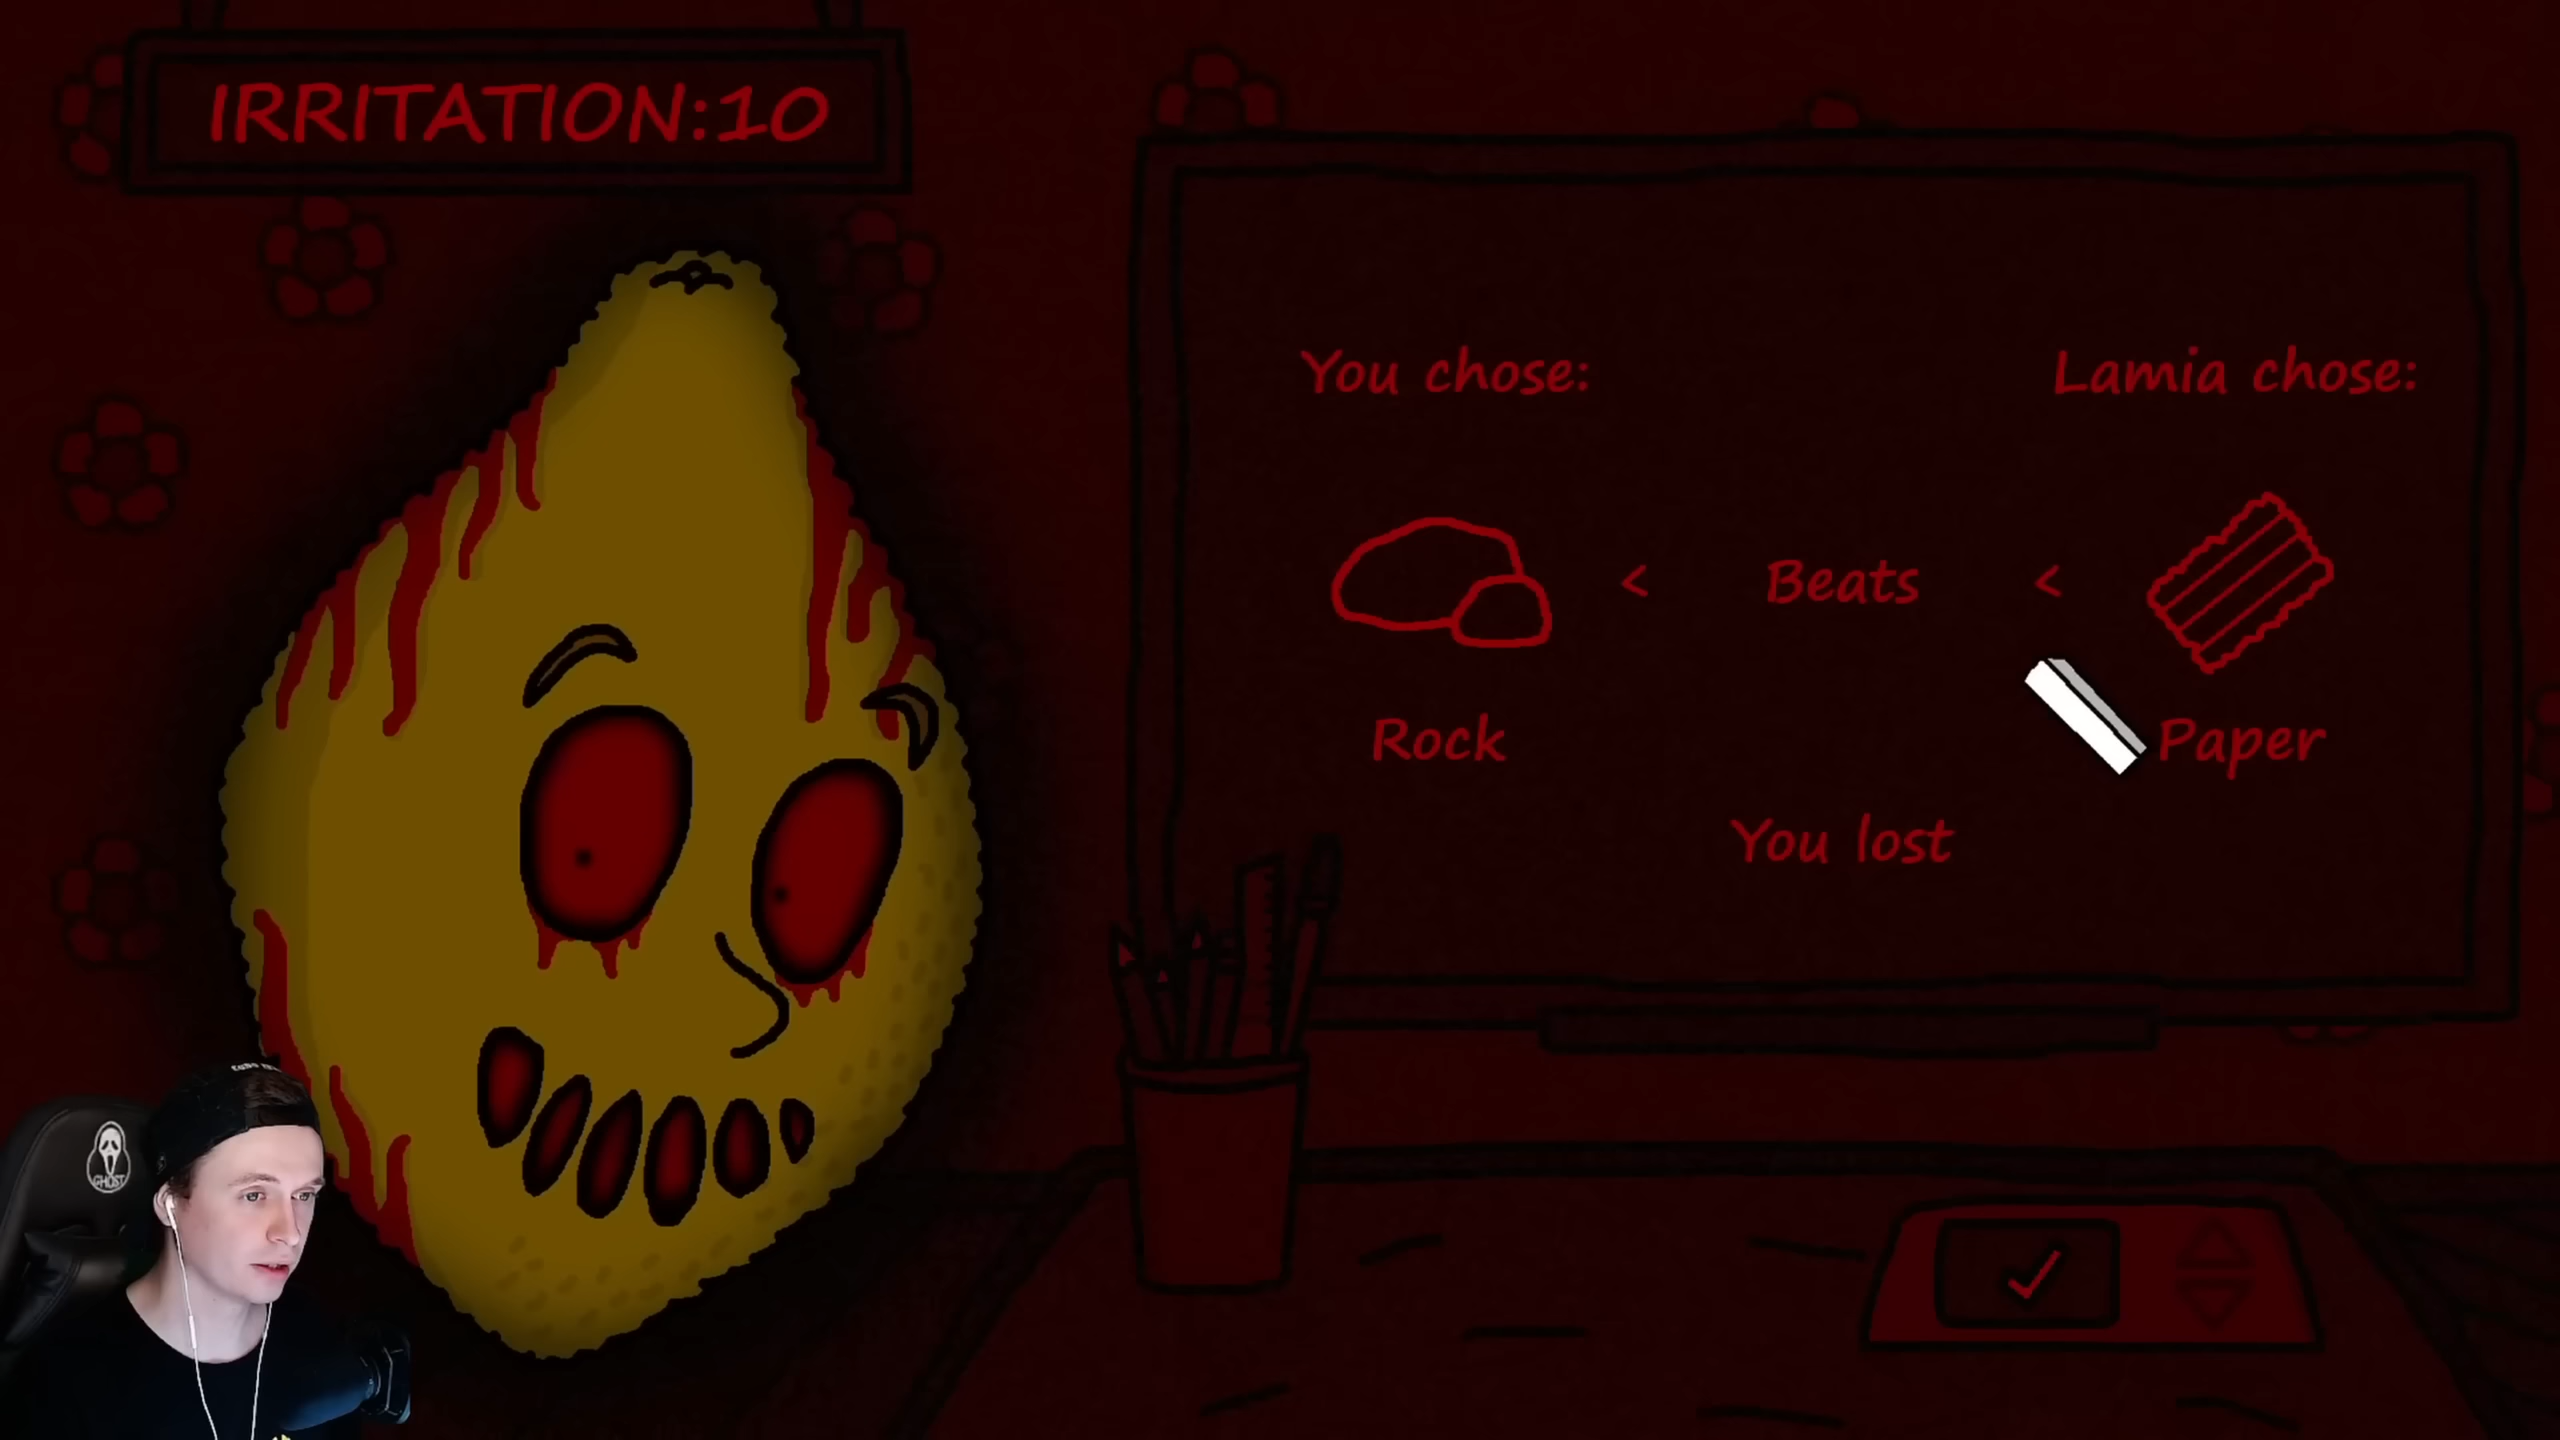 IRRITATION:10
You chose:
Lamia chose:
< Beats <
Rock
Paper
You lost
GHOST